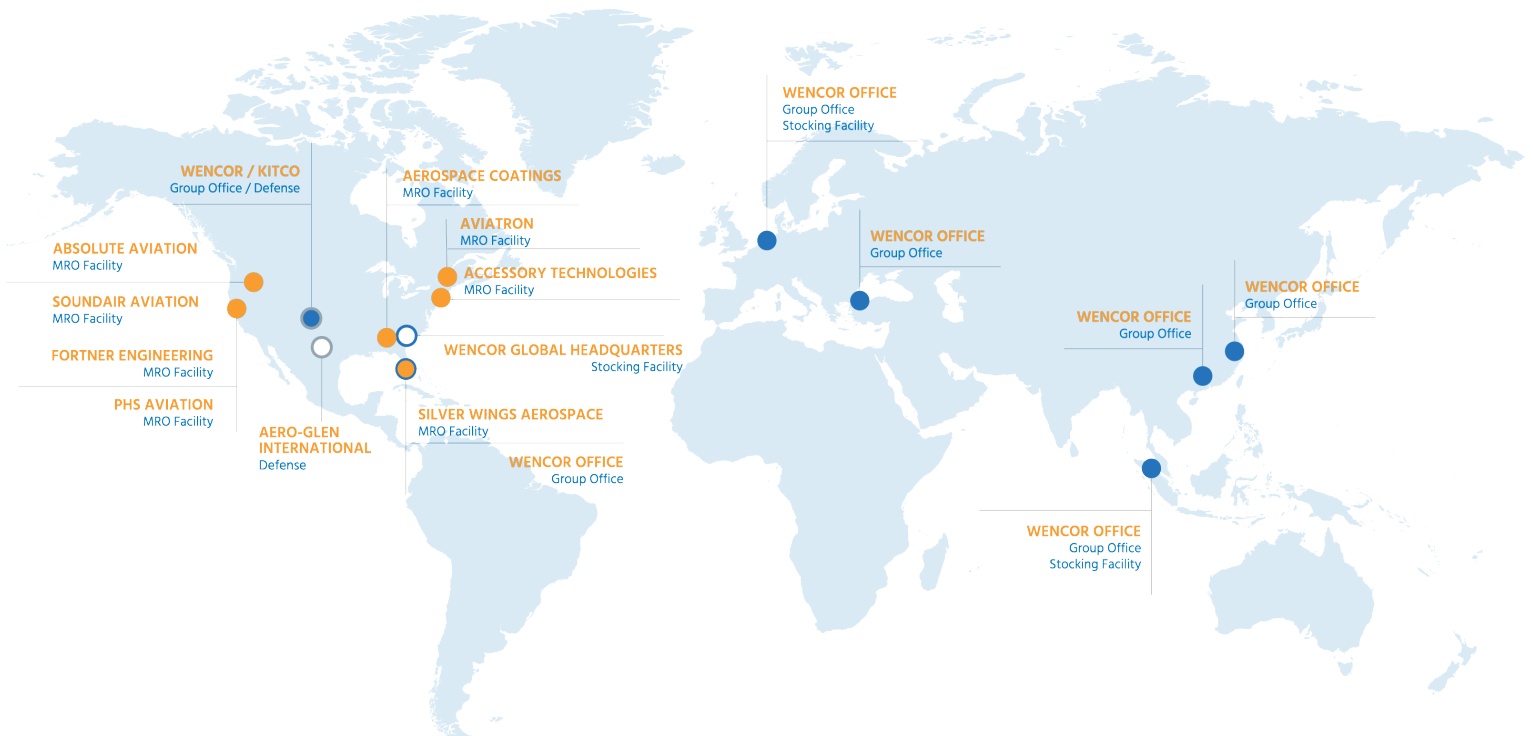 WENCOR OFFICE
Group Office
Stocking Facility
WENCOR / KITCO
Group Office / Defense
AEROSPACE COATINGS
MRO Facility
AVIATRON
MRO Facility
WENCOR OFFICE
Group Office
ABSOLUTE AVIATION
MRO Facility
ACCESSORY TECHNOLOGIES
MRO Facility
WENCOR OFFICE
Group Office
SOUNDAIR AVIATION
MRO Facility
WENCOR OFFICE
Group Office
FORTNER ENGINEERING
MRO Facility
WENCOR GLOBAL HEADQUARTERS
Stocking Facility
PHS AVIATION
MRO Facility
SILVER WINGS AEROSPACE
MRO Facility
AERO-GLEN
INTERNATIONAL
Defense
WENCOR OFFICE
Group Office
WENCOR OFFICE
Group Office
Stocking Facility